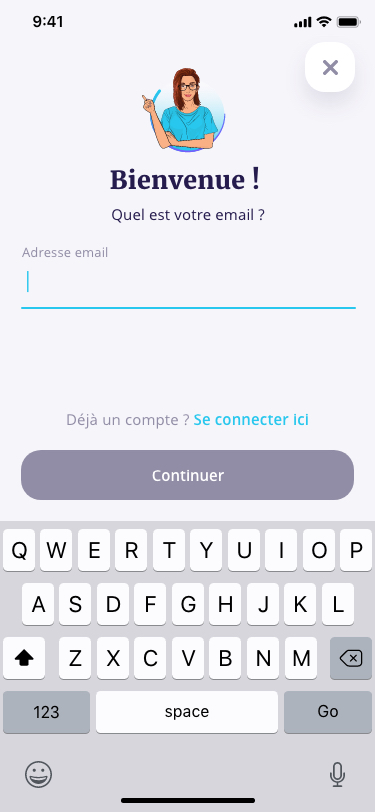 9:41
Bienvenue !
Quel est votre email ?
Adresse email
Déjà un compte ? Se connecter ici
Continuer
Q W E R T Y U I O P
A S D F G H J K L
Z X C V B N M
123 space Go